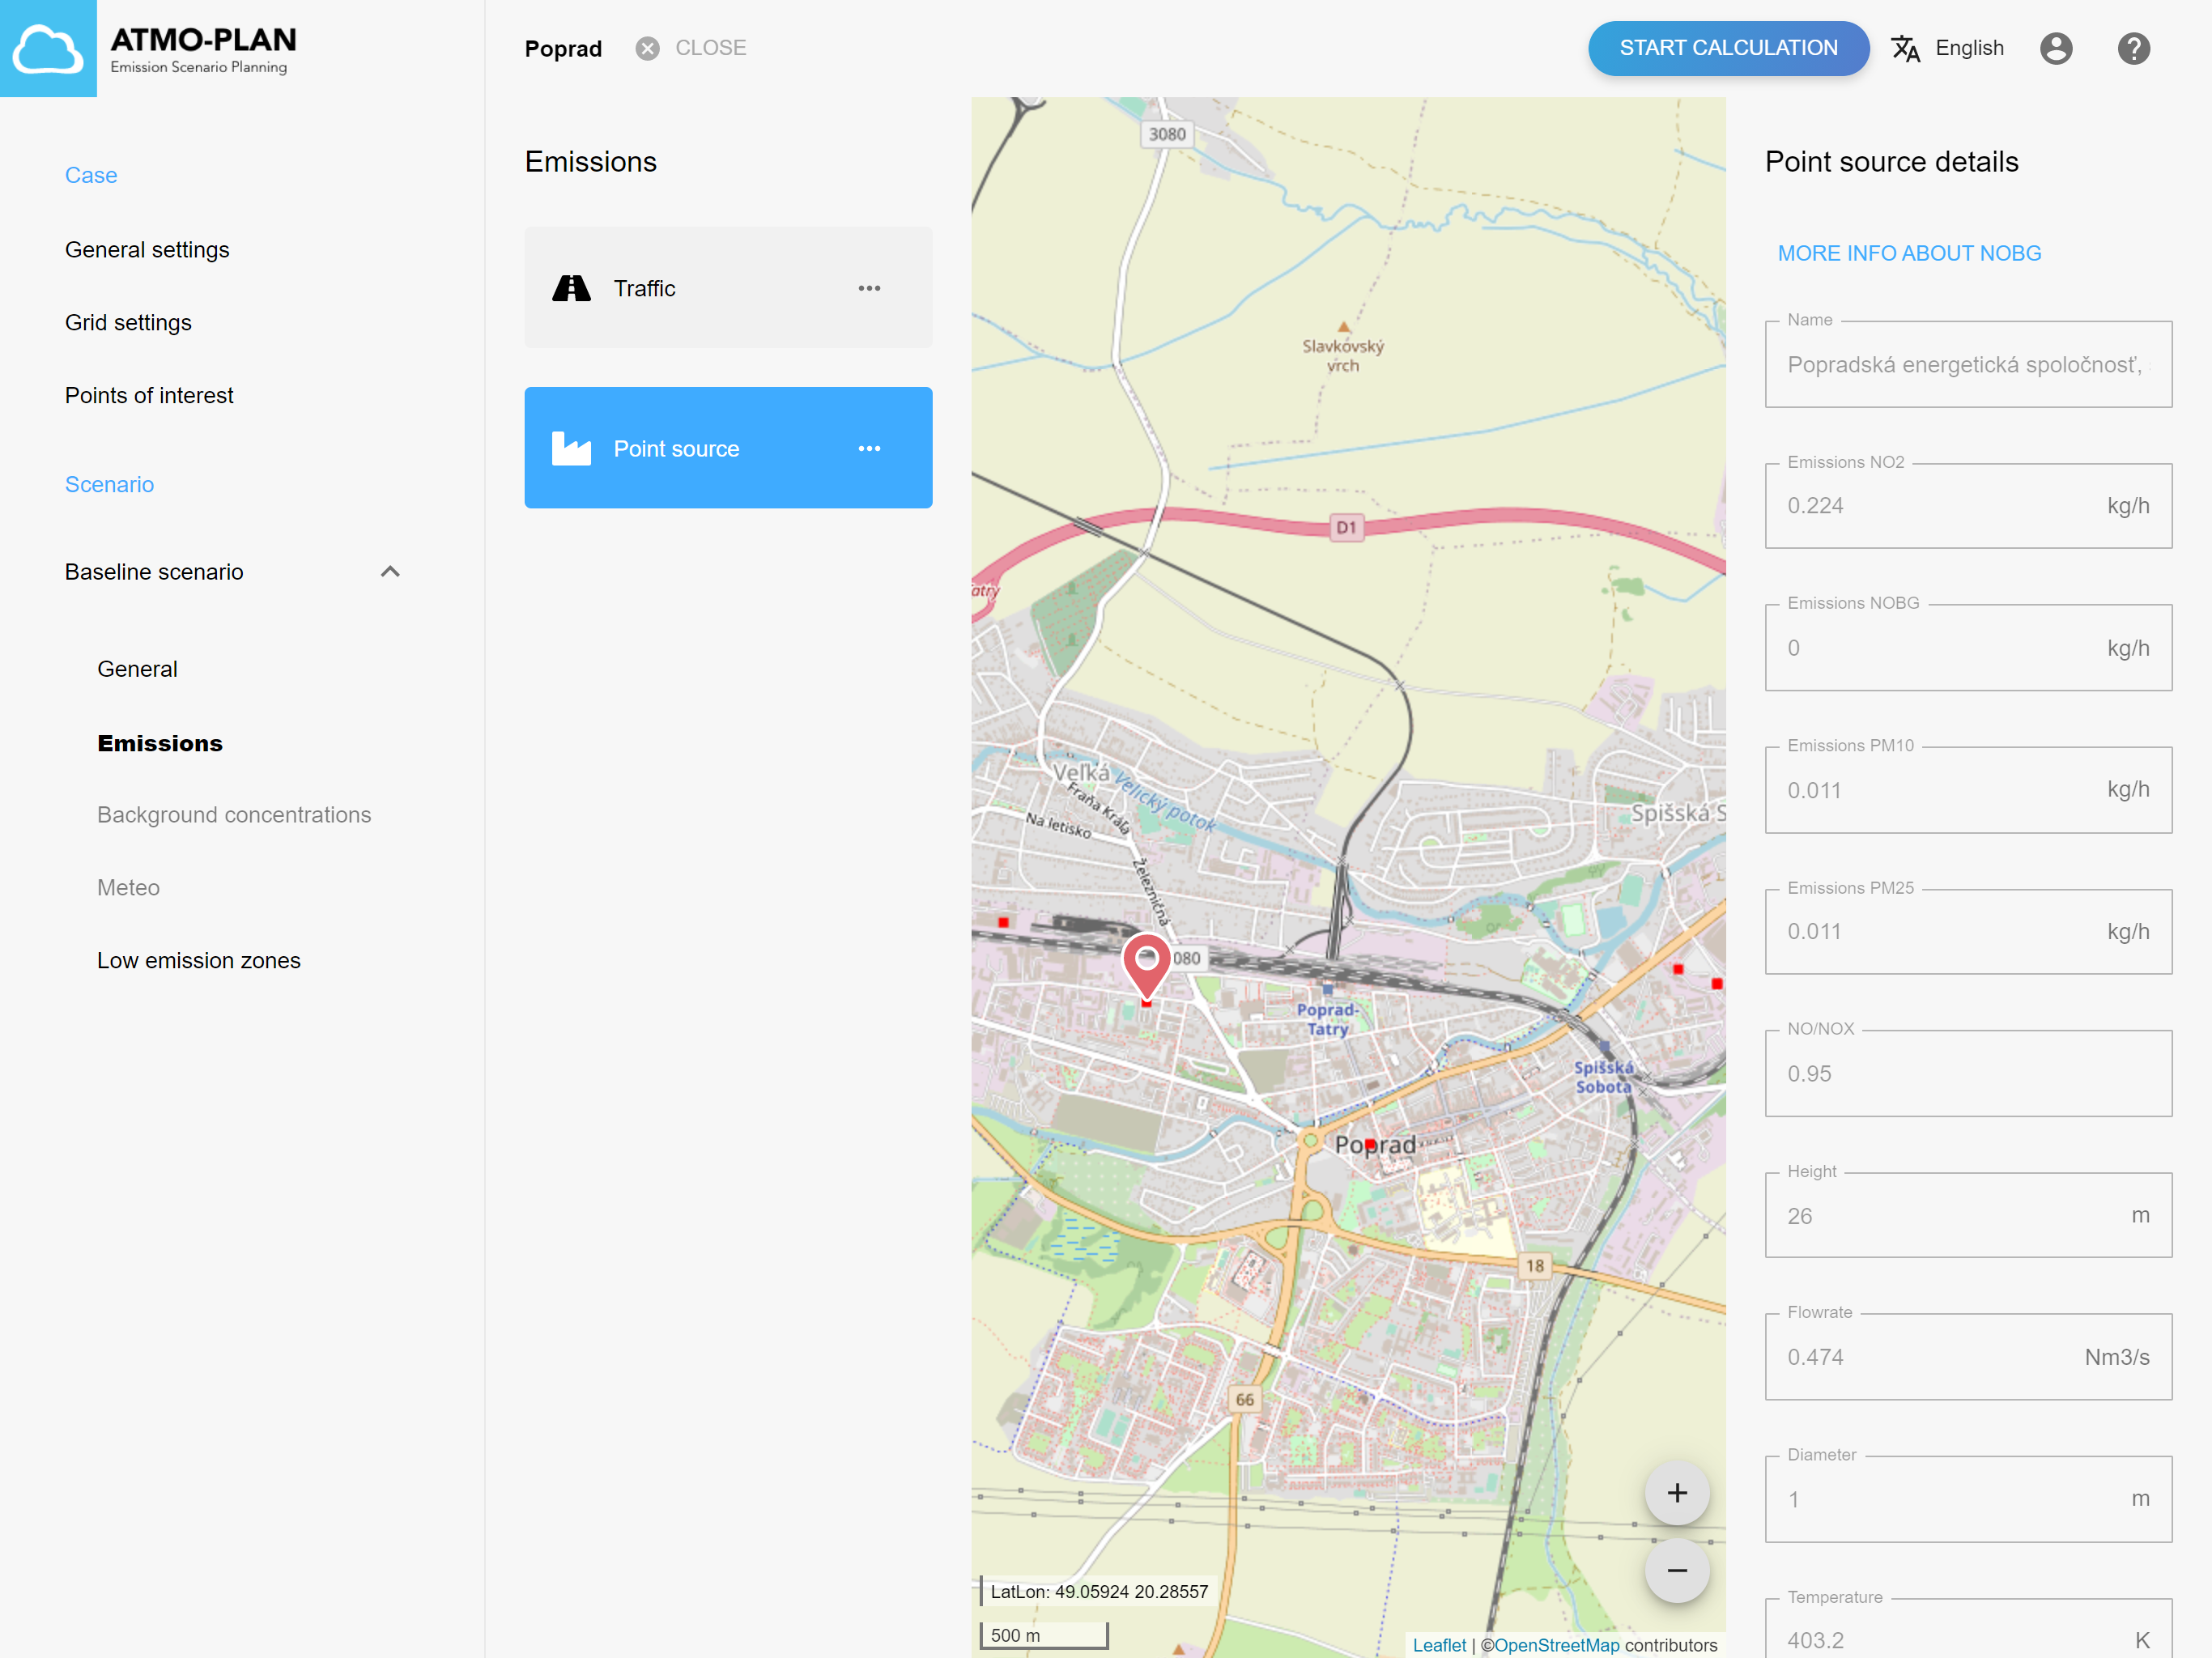 ATMO-PLAN
Emission Scenario Planning
Poprad
CLOSE
START CALCULATION
English
Case
General settings
Grid settings
Points of interest
Scenario
Baseline scenario
General
Emissions
Background concentrations
Meteo
Low emission zones
Emissions
Traffic
Point source
3080
Slavkovský
vrch
D1
atry
Veľká
Velický potok
Fraňa Kráľa
Na letisko
Železničná
Spišská S
080
Poprad-
Tatry
Spišská
Sobota
Poprad
18
66
+
−
LatLon: 49.05924 20.28557
500 m
Leaflet | ©OpenStreetMap contributors
Point source details
MORE INFO ABOUT NOBG
Name
Popradská energetická spoločnosť,
Emissions NO2
0.224 kg/h
Emissions NOBG
0 kg/h
Emissions PM10
0.011 kg/h
Emissions PM25
0.011 kg/h
NO/NOX
0.95
Height
26 m
Flowrate
0.474 Nm3/s
Diameter
1 m
Temperature
403.2 K